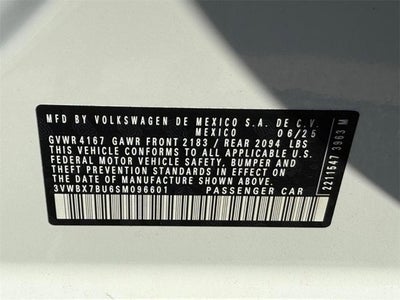 MFD BY VOLKSWAGEN DE MEXICO S.A. DE C.V.
MEXICO 06/25
GVWR 4167 GAWR FRONT 2183 / REAR 2094 LBS
THIS VEHICLE CONFORMS TO ALL APPLICABLE
FEDERAL MOTOR VEHICLE SAFETY, BUMPER AND
THEFT PREVENTION STANDARDS IN EFFECT ON
THE DATE OF MANUFACTURE SHOWN ABOVE
3VWBX7BU6SM096601 PASSENGER CAR
2211547 3963 M